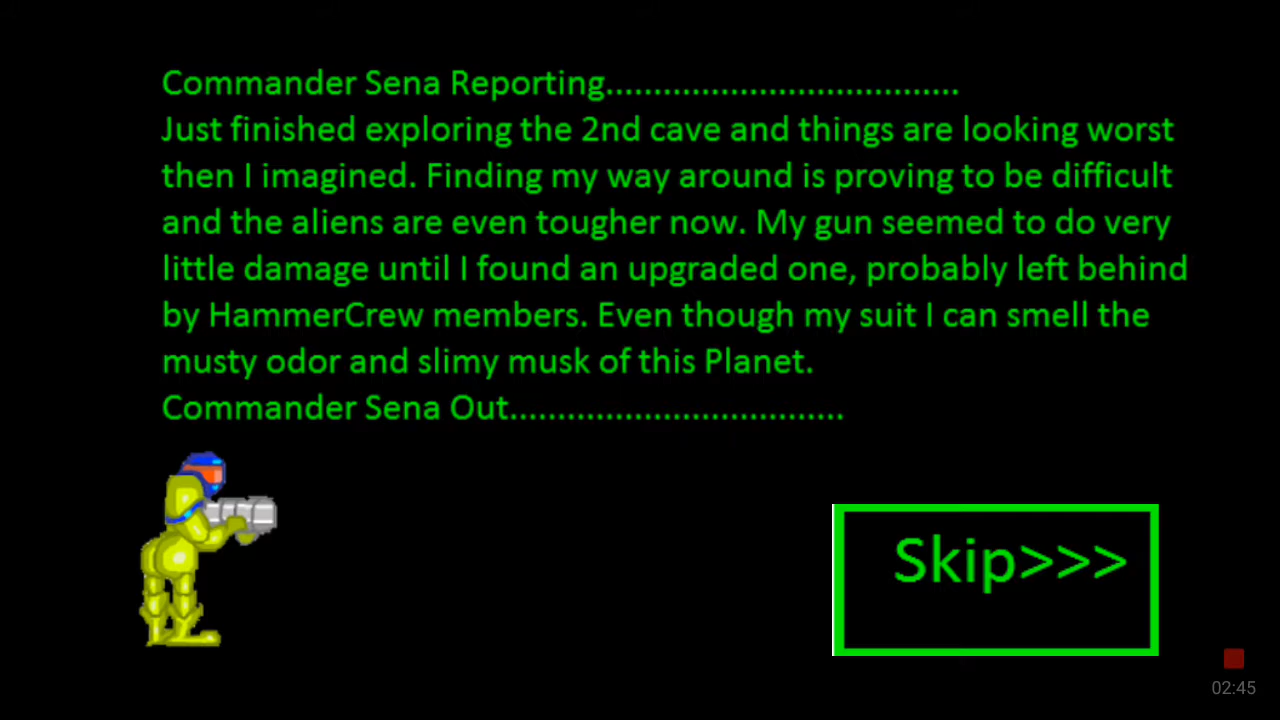 Commander Sena Reporting.....................................
Just finished exploring the 2nd cave and things are looking worst
then I imagined. Finding my way around is proving to be difficult
and the aliens are even tougher now. My gun seemed to do very
little damage until I found an upgraded one, probably left behind
by HammerCrew members. Even though my suit I can smell the
musty odor and slimy musk of this Planet.
Commander Sena Out...................................
Skip>>>
02:45